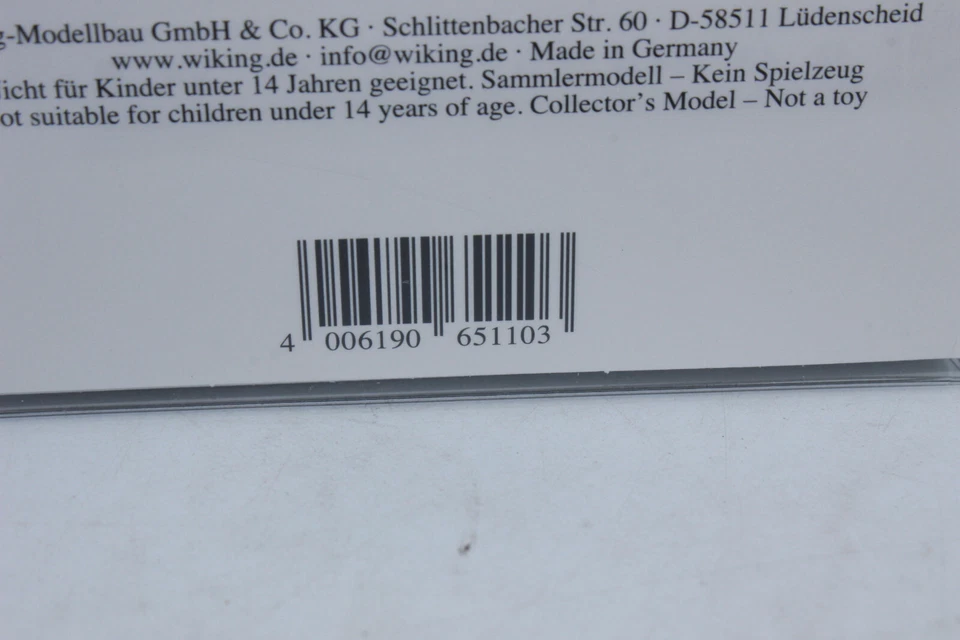 g-Modellbau GmbH & Co. KG · Schlittenbacher Str. 60 · D-58511 Lüdenscheid
www.wiking.de · info@wiking.de · Made in Germany
icht für Kinder unter 14 Jahren geeignet. Sammlermodell – Kein Spielzeug
ot suitable for children under 14 years of age. Collector's Model – Not a toy
4 006190 651103